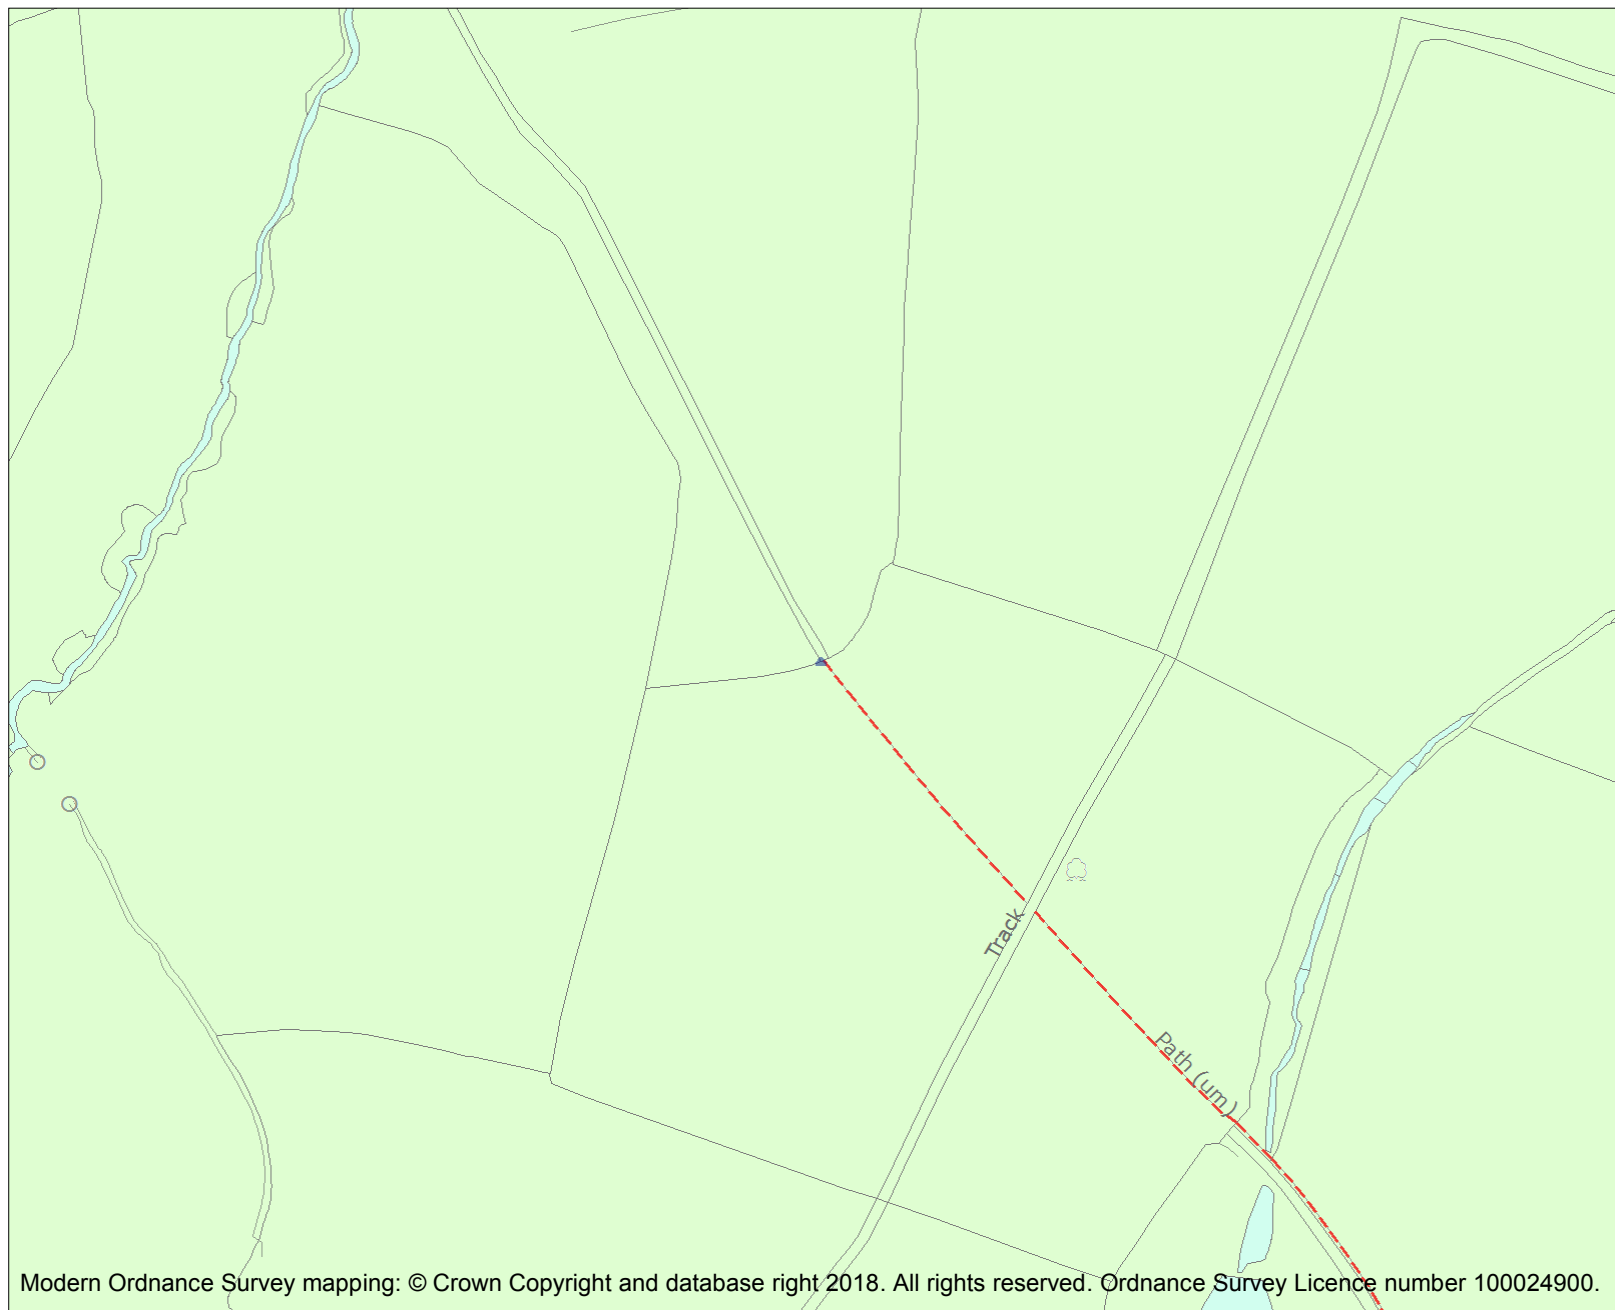 Track
Path (um)
Modern Ordnance Survey mapping: © Crown Copyright and database right 2018. All rights reserved. Ordnance Survey Licence number 100024900.